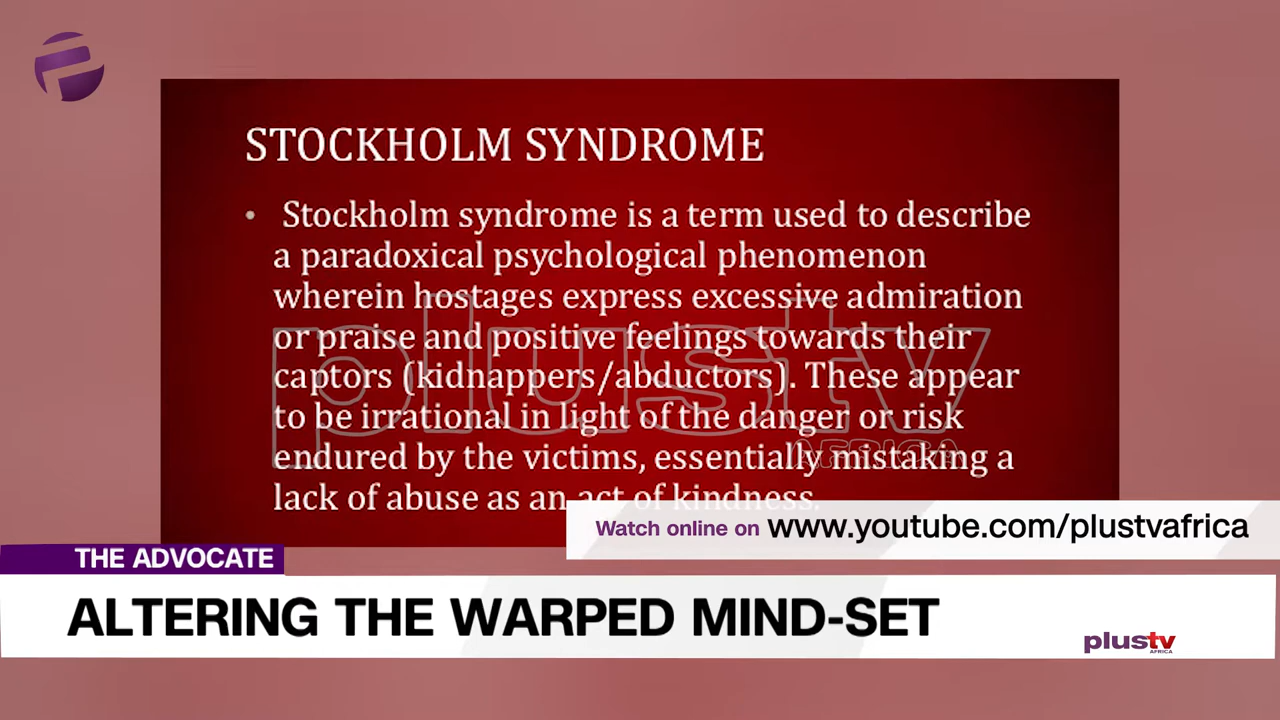 STOCKHOLM SYNDROME
• Stockholm syndrome is a term used to describe
a paradoxical psychological phenomenon
wherein hostages express excessive admiration
or praise and positive feelings towards their
captors (kidnappers/abductors). These appear
to be irrational in light of the danger or risk
endured by the victims, essentially mistaking a
lack of abuse as an act of kindness.
plustv
AFRICA
Watch online on www.youtube.com/plustvafrica
THE ADVOCATE
ALTERING THE WARPED MIND-SET
plustv
AFRICA